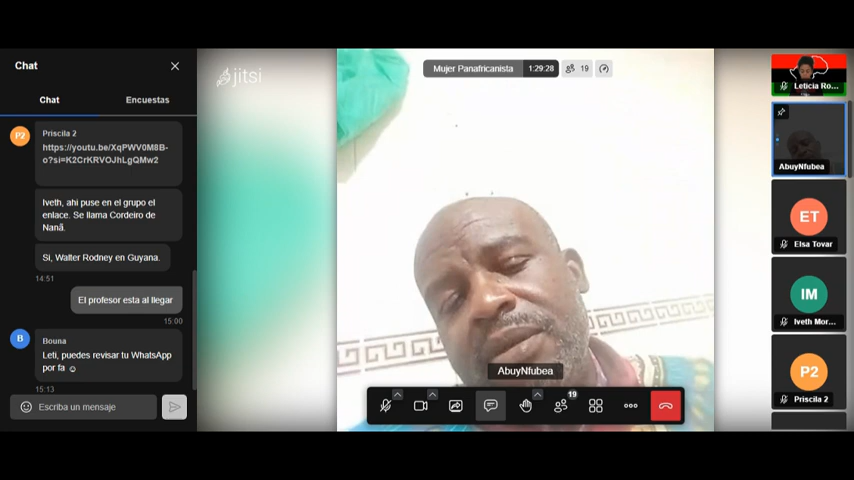 Chat
Chat
Encuestas
P2
Priscila 2
https://youtu.be/XqPWV0M8B-
o?si=K2CrKRVOJhLgQMw2
Iveth, ahi puse en el grupo el
enlace. Se llama Cordeiro de
Nanã.
Si, Walter Rodney en Guyana.
14:51
El profesor esta al llegar
15:00
B
Bouna
Leti, puedes revisar tu WhatsApp
por fa
15:13
Escriba un mensaje
jitsi
Mujer Panafricanista
1:29:28
19
AbuyNfubea
19
Leticia Ro...
AbuyNfubea
ET
Elsa Tovar
IM
Iveth Mor...
P2
Priscila 2